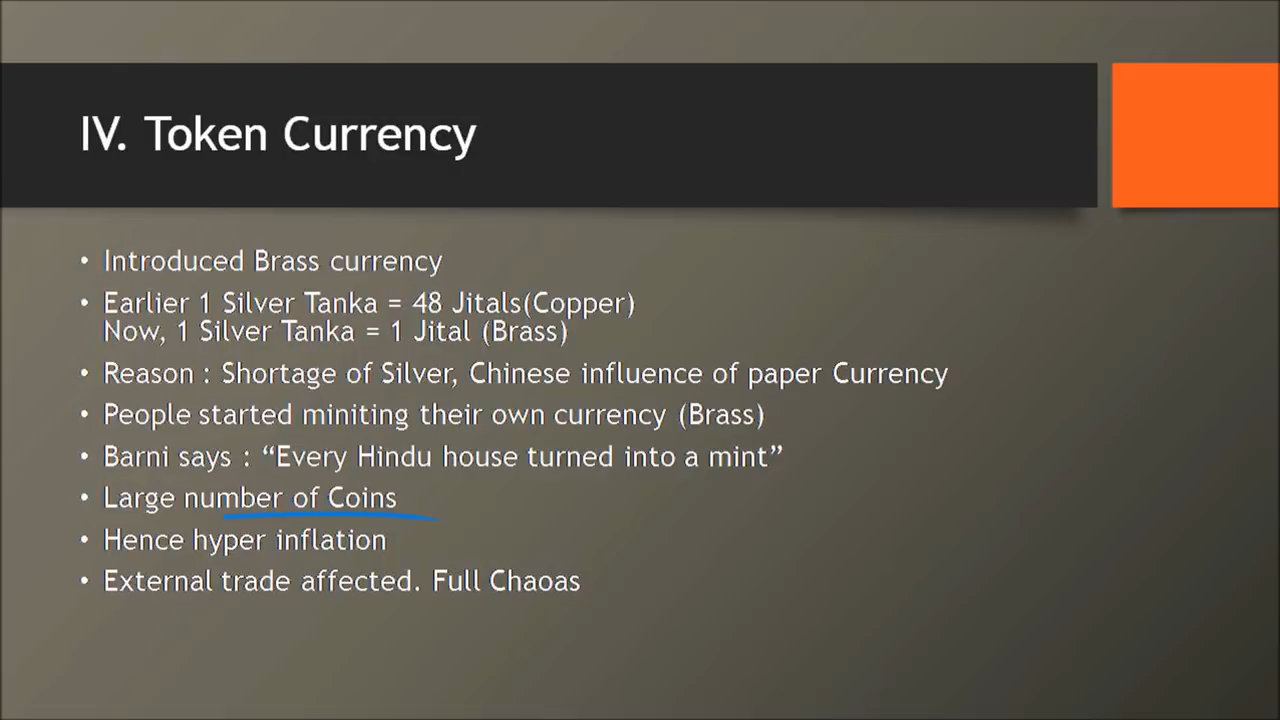 IV. Token Currency
• Introduced Brass currency
• Earlier 1 Silver Tanka = 48 Jitals(Copper)
Now, 1 Silver Tanka = 1 Jital (Brass)
• Reason : Shortage of Silver, Chinese influence of paper Currency
• People started miniting their own currency (Brass)
• Barni says : “Every Hindu house turned into a mint”
• Large number of Coins
• Hence hyper inflation
• External trade affected. Full Chaoas